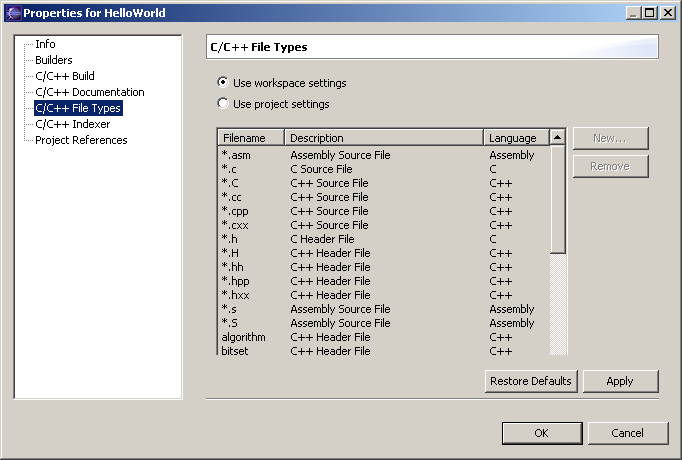 Properties for HelloWorld
Info
Builders
C/C++ Build
C/C++ Documentation
C/C++ File Types
C/C++ Indexer
Project References
C/C++ File Types
Use workspace settings
Use project settings
Filename Description Language
*.asm Assembly Source File Assembly
*.c C Source File C
*.C C++ Source File C++
*.cc C++ Source File C++
*.cpp C++ Source File C++
*.cxx C++ Source File C++
*.h C Header File C
*.H C++ Header File C++
*.hh C++ Header File C++
*.hpp C++ Header File C++
*.hxx C++ Header File C++
*.s Assembly Source File Assembly
*.S Assembly Source File Assembly
algorithm C++ Header File C++
bitset C++ Header File C++
New...
Remove
Restore Defaults Apply
OK Cancel